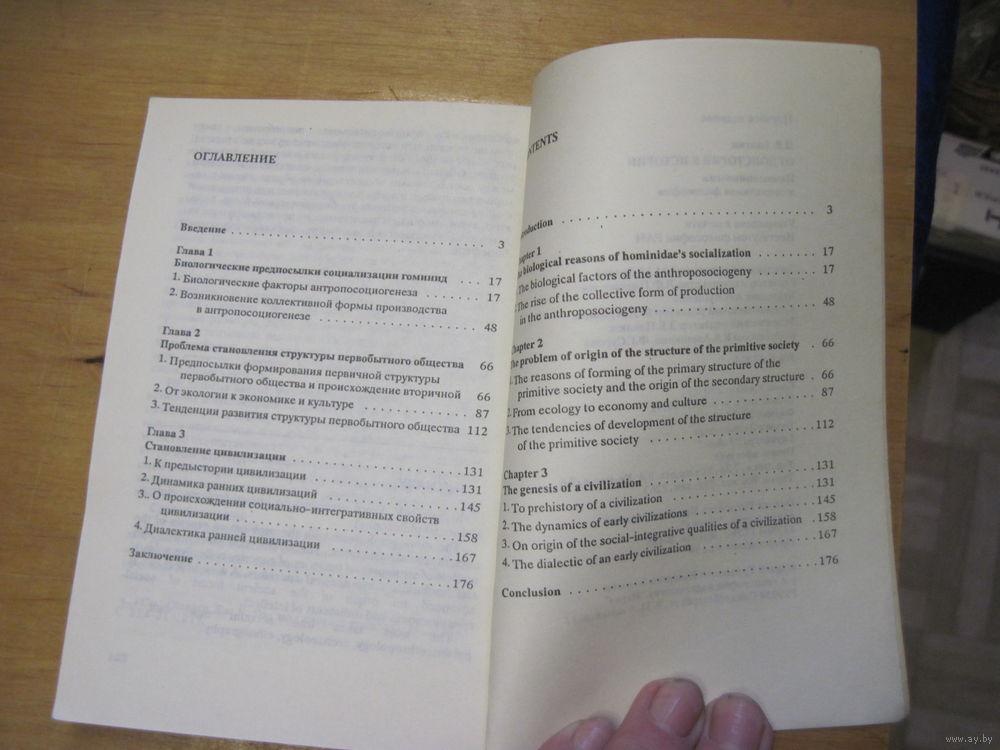 ОГЛАВЛЕНИЕ
Введение . . . 3
Глава 1
Биологические предпосылки социализации гоминид . . . 17
1. Биологические факторы антропосоциогенеза . . . 17
2. Возникновение коллективной формы производства
в антропосоциогенезе . . . 48
Глава 2
Проблема становления структуры первобытного общества 66
1. Предпосылки формирования первичной структуры
первобытного общества и происхождение вторичной 66
2. От экологии к экономике и культуре . . . 87
3. Тенденции развития структуры первобытного общества 112
Глава 3
Становление цивилизации . . . 131
1. К предыстории цивилизации . . . 131
2. Динамика ранних цивилизаций . . . 145
3.. О происхождении социально-интегративных свойств
цивилизации . . . 158
4. Диалектика ранней цивилизации . . . 167
Заключение . . . 176
NTENTS
roduction . . . 3
apter 1
biological reasons of hominidae's socialization . . . 17
The biological factors of the anthroposociogeny . . . 17
The rise of the collective form of production
in the anthroposociogeny . . . 48
Chapter 2
The problem of origin of the structure of the primitive society . 66
The reasons of forming of the primary structure of the
primitive society and the origin of the secondary structure . 66
2. From ecology to economy and culture . . . 87
3. The tendencies of development of the structure
of the primitive society . . . 112
Chapter 3
The genesis of a civilization . . . 131
1. To prehistory of a civilization . . . 131
2. The dynamics of early civilizations . . . 145
3. On origin of the social-integrative qualities of a civilization . 158
4. The dialectic of an early civilization . . . 167
Conclusion . . . 176
www.ay.by